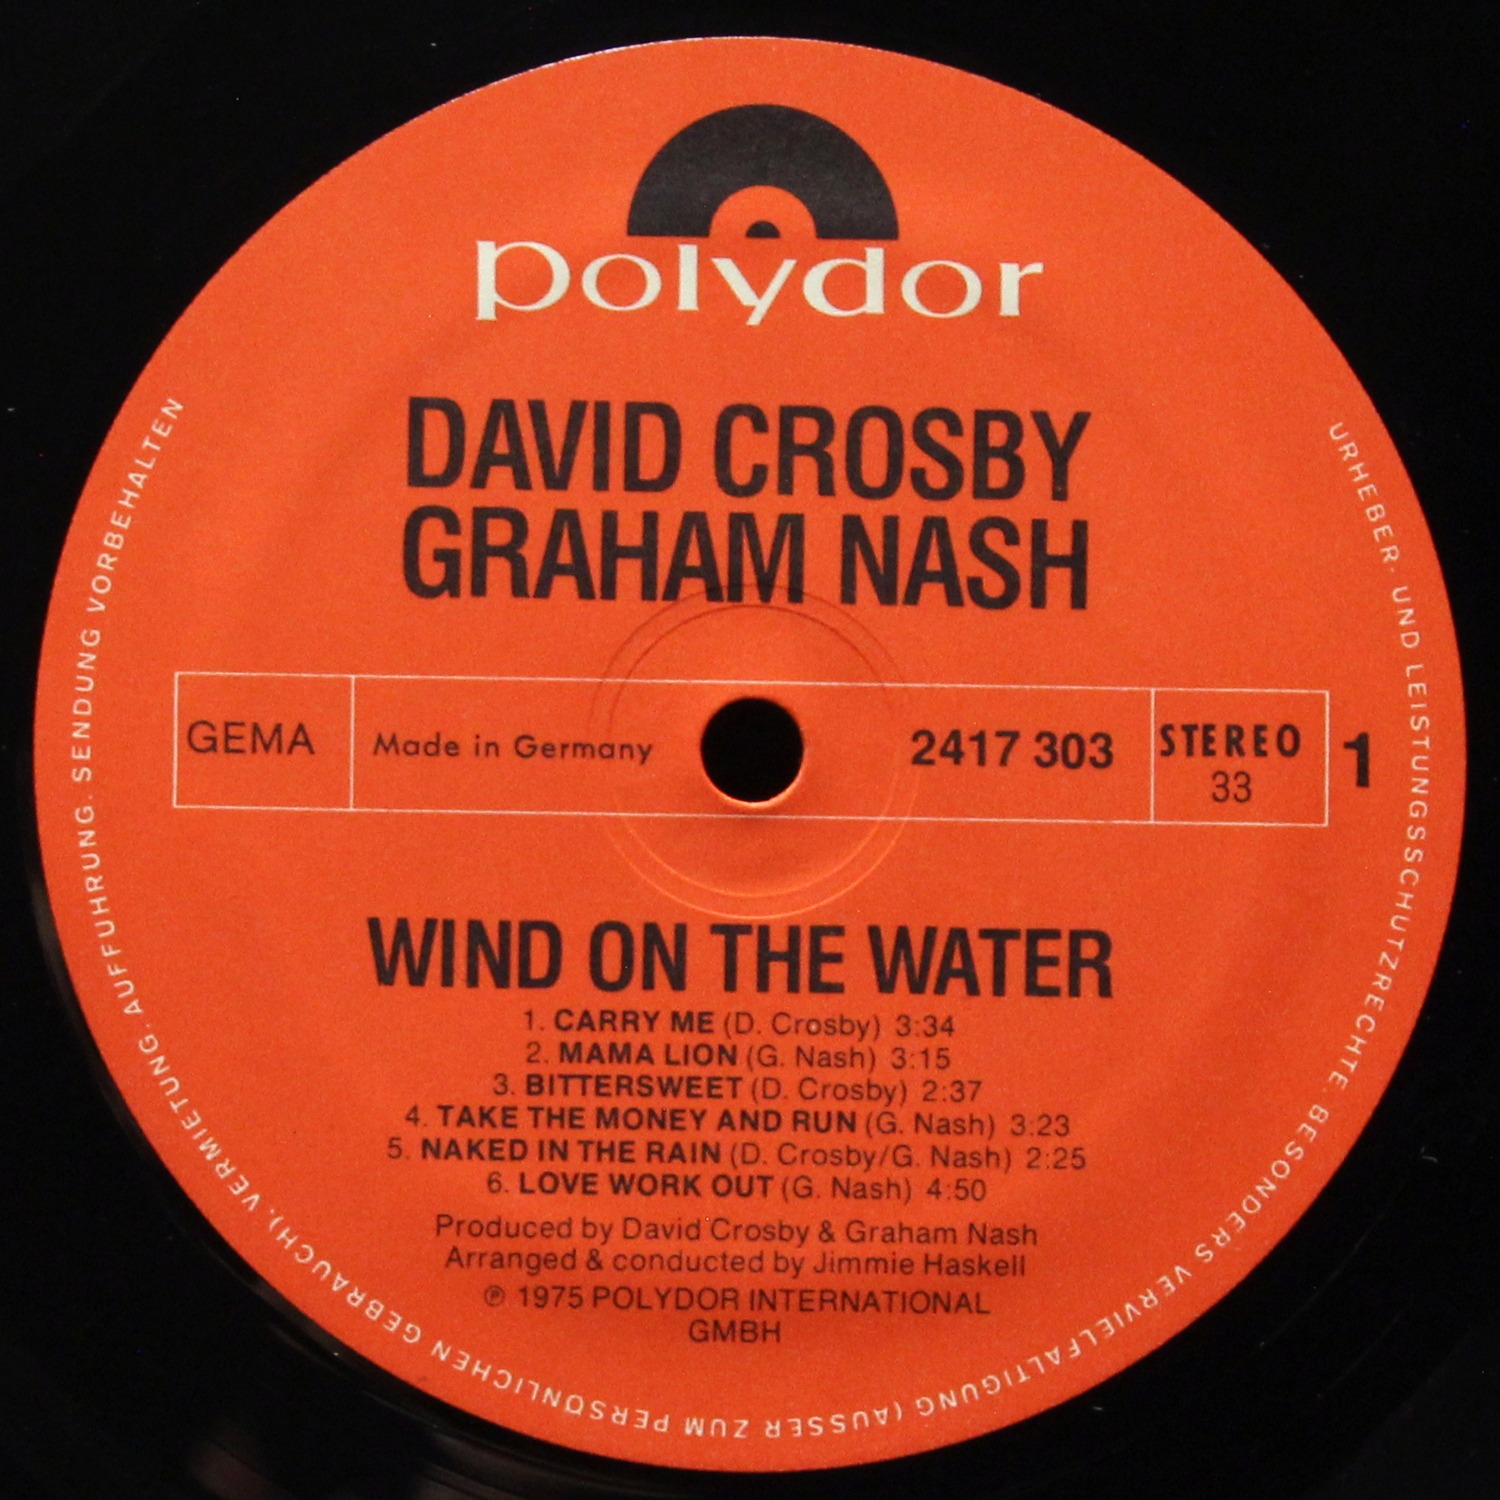 polydor
DAVID CROSBY
GRAHAM NASH
GEMA
Made in Germany
2417 303
STEREO
33
1
WIND ON THE WATER
1. CARRY ME (D. Crosby) 3:34
2. MAMA LION (G. Nash) 3:15
3. BITTERSWEET (D. Crosby) 2:37
4. TAKE THE MONEY AND RUN (G. Nash) 3:23
5. NAKED IN THE RAIN (D. Crosby/G. Nash) 2:25
6. LOVE WORK OUT (G. Nash) 4:50
Produced by David Crosby & Graham Nash
Arranged & conducted by Jimmie Haskell
℗ 1975 POLYDOR INTERNATIONAL
GMBH
URHEBER- UND LEISTUNGSSCHUTZRECHTE, BESONDERS VERVIELFÄLTIGUNG (AUSSER ZUM PERSÖNLICHEN GEBRAUCH), VERMIETUNG, AUFFÜHRUNG, SENDUNG VORBEHALTEN